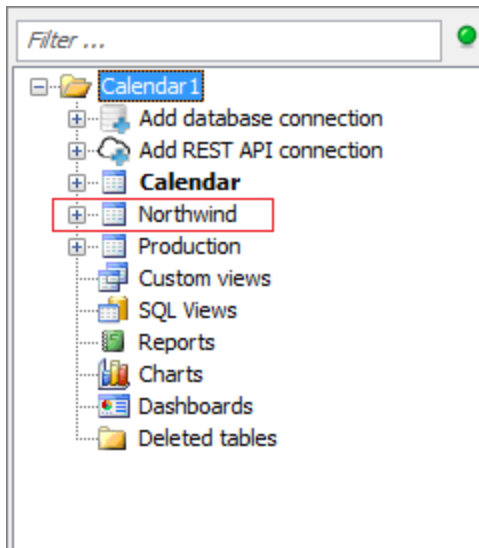 Filter ...
Calendar1
Add database connection
Add REST API connection
Calendar
Northwind
Production
Custom views
SQL Views
Reports
Charts
Dashboards
Deleted tables